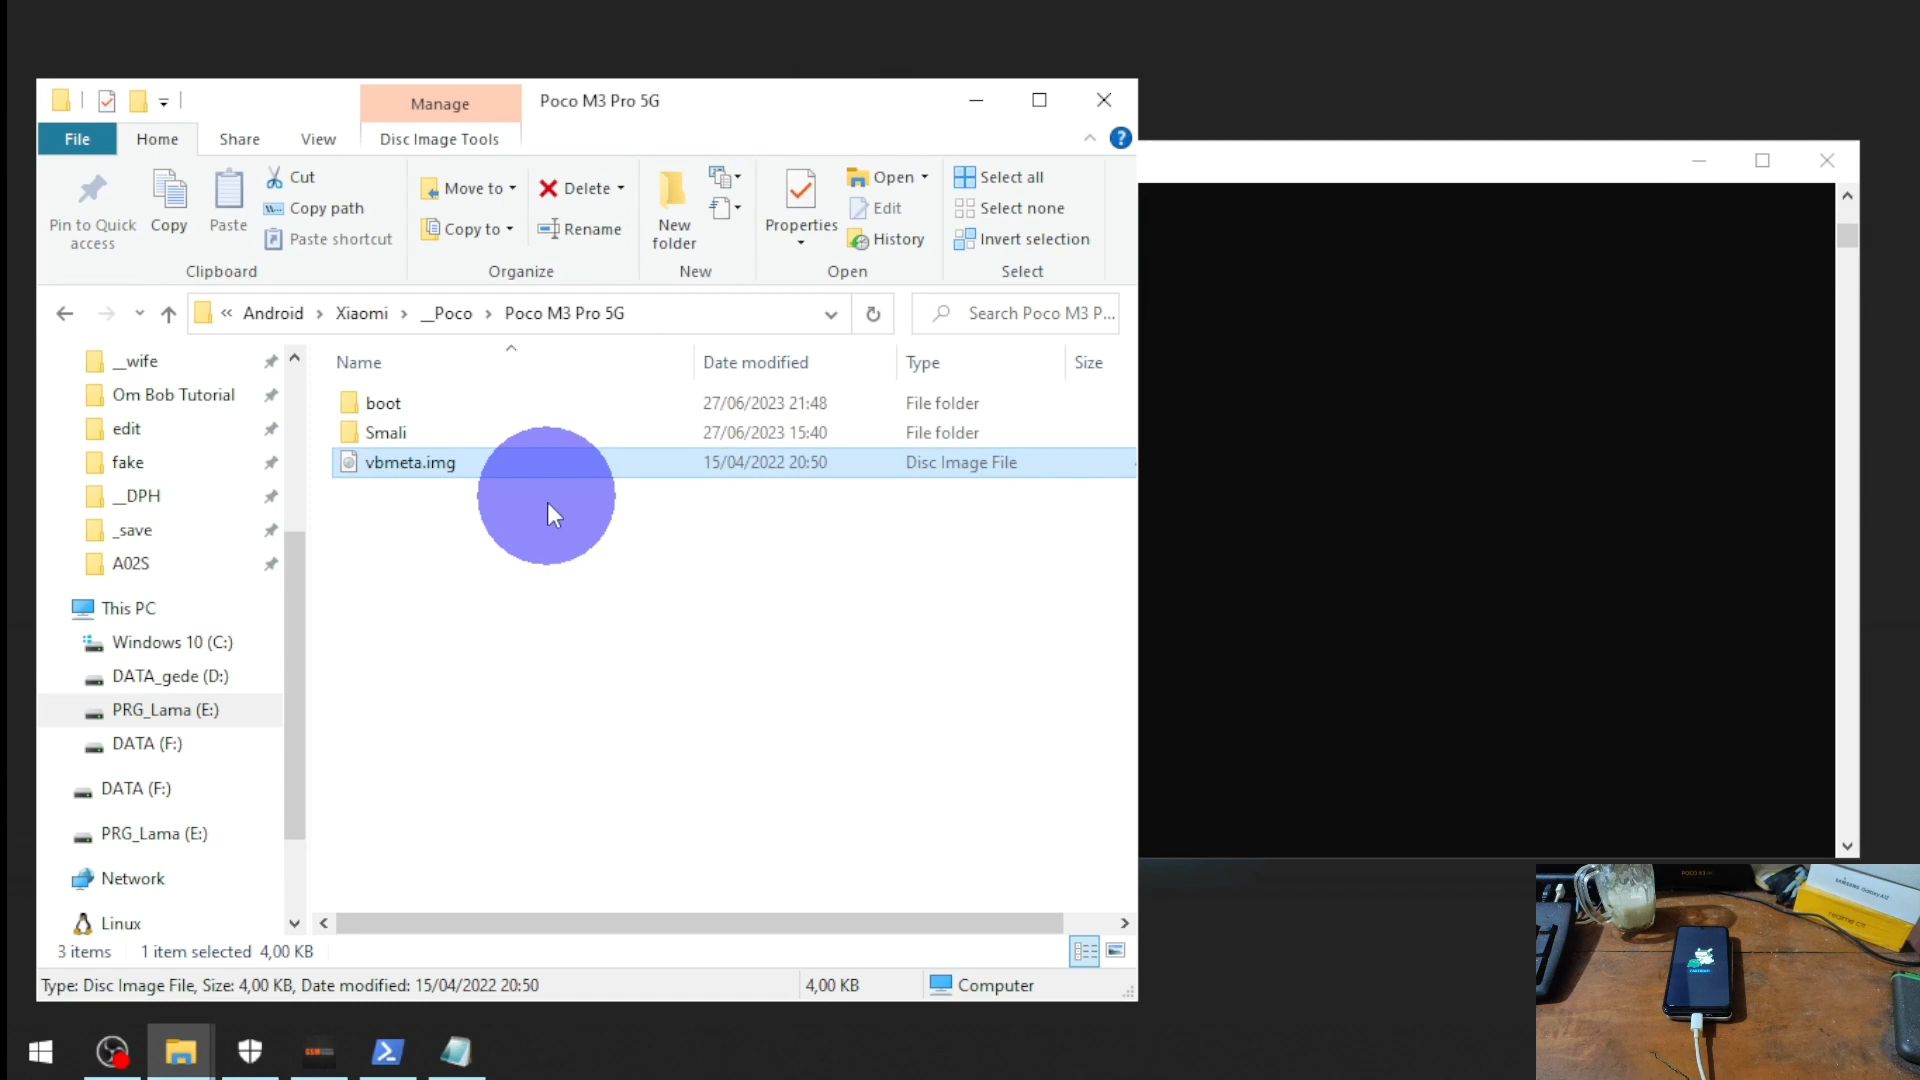 Manage
Poco M3 Pro 5G
File
Home
Share
View
Disc Image Tools
Pin to Quick access
Copy
Paste
Cut
Copy path
Paste shortcut
Clipboard
Move to
Copy to
Delete
Rename
Organize
New folder
New
Properties
Open
Edit
History
Open
Select all
Select none
Invert selection
Select
« Android › Xiaomi › __Poco › Poco M3 Pro 5G
Search Poco M3 P...
__wife
Om Bob Tutorial
edit
fake
__DPH
_save
A02S
This PC
Windows 10 (C:)
DATA_gede (D:)
PRG_Lama (E:)
DATA (F:)
DATA (F:)
PRG_Lama (E:)
Network
Linux
Name Date modified Type Size
boot 27/06/2023 21:48 File folder
Smali 27/06/2023 15:40 File folder
vbmeta.img 15/04/2022 20:50 Disc Image File
3 items 1 item selected 4,00 KB
Type: Disc Image File, Size: 4,00 KB, Date modified: 15/04/2022 20:50 4,00 KB Computer
SAMSUNG Galaxy A12